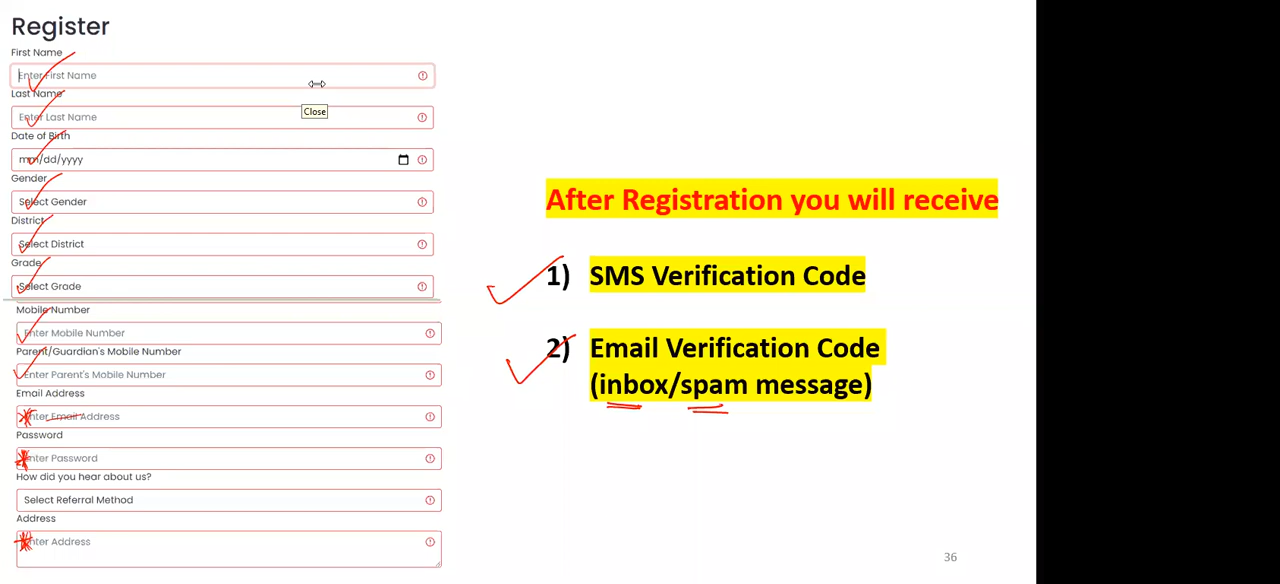 Register
First Name
Enter First Name
Close
Last Name
Enter Last Name
Date of Birth
mm/dd/yyyy
Gender
Select Gender
District
Select District
Grade
Select Grade
Mobile Number
Enter Mobile Number
Parent/Guardian's Mobile Number
Enter Parent's Mobile Number
Email Address
Enter Email Address
Password
Enter Password
How did you hear about us?
Select Referral Method
Address
Enter Address
After Registration you will receive
1) SMS Verification Code
2) Email Verification Code
(inbox/spam message)
36